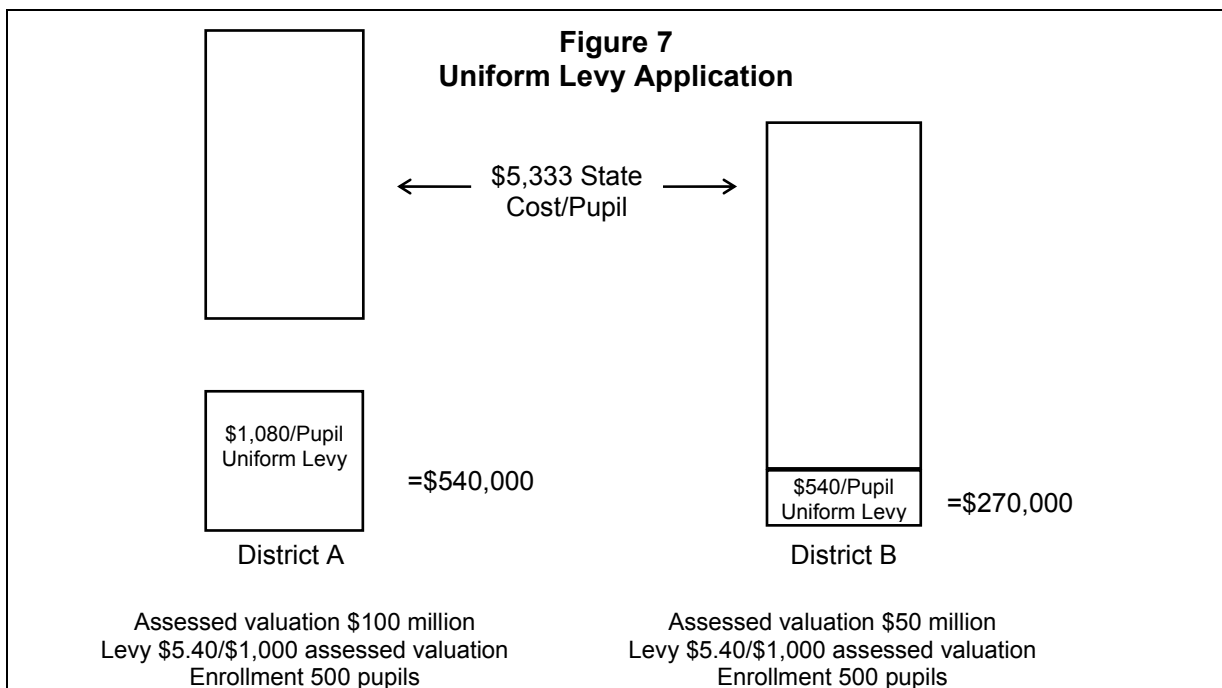 Figure 7
Uniform Levy Application
$5,333 State
Cost/Pupil
$1,080/Pupil
Uniform Levy
=$540,000
$540/Pupil
Uniform Levy
=$270,000
District A
District B
Assessed valuation $100 million
Levy $5.40/$1,000 assessed valuation
Enrollment 500 pupils
Assessed valuation $50 million
Levy $5.40/$1,000 assessed valuation
Enrollment 500 pupils